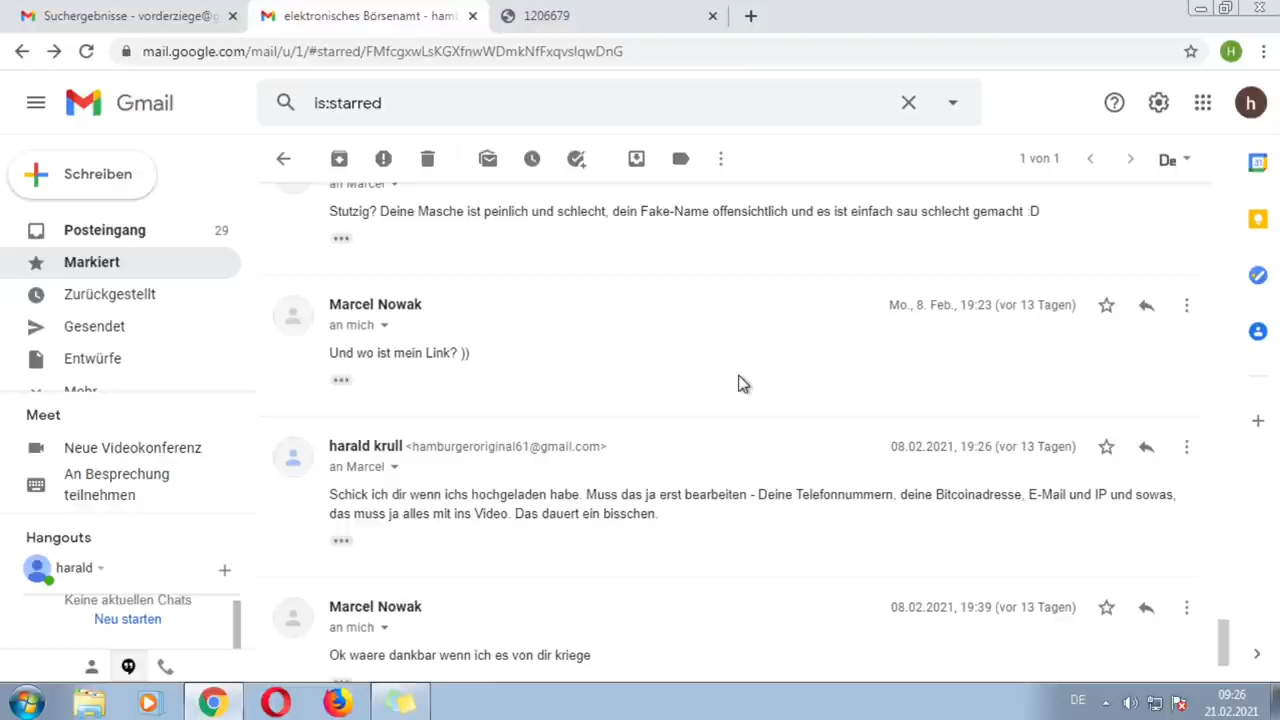 Suchergebnisse - vorderziege@g
elektronisches Börsenamt - ham
1206679
mail.google.com/mail/u/1/#starred/FMfcgxwLsKGXfnwWDmkNfFxqvslqwDnG
H
Gmail
is:starred
h
Schreiben
1 von 1
De
31
an Marcel
Stutzig? Deine Masche ist peinlich und schlecht, dein Fake-Name offensichtlich und es ist einfach sau schlecht gemacht :D
Posteingang 29
Markiert
Zurückgestellt
Gesendet
Entwürfe
Mehr
Marcel Nowak
Mo., 8. Feb., 19:23 (vor 13 Tagen)
an mich
Und wo ist mein Link? ))
Meet
Neue Videokonferenz
An Besprechung
teilnehmen
harald krull <hamburgeroriginal61@gmail.com>
08.02.2021, 19:26 (vor 13 Tagen)
an Marcel
Schick ich dir wenn ichs hochgeladen habe. Muss das ja erst bearbeiten - Deine Telefonnummern, deine Bitcoinadresse, E-Mail und IP und sowas,
das muss ja alles mit ins Video. Das dauert ein bisschen.
Hangouts
harald
Keine aktuellen Chats
Neu starten
Marcel Nowak
08.02.2021, 19:39 (vor 13 Tagen)
an mich
Ok waere dankbar wenn ich es von dir kriege
DE
09:26
21.02.2021